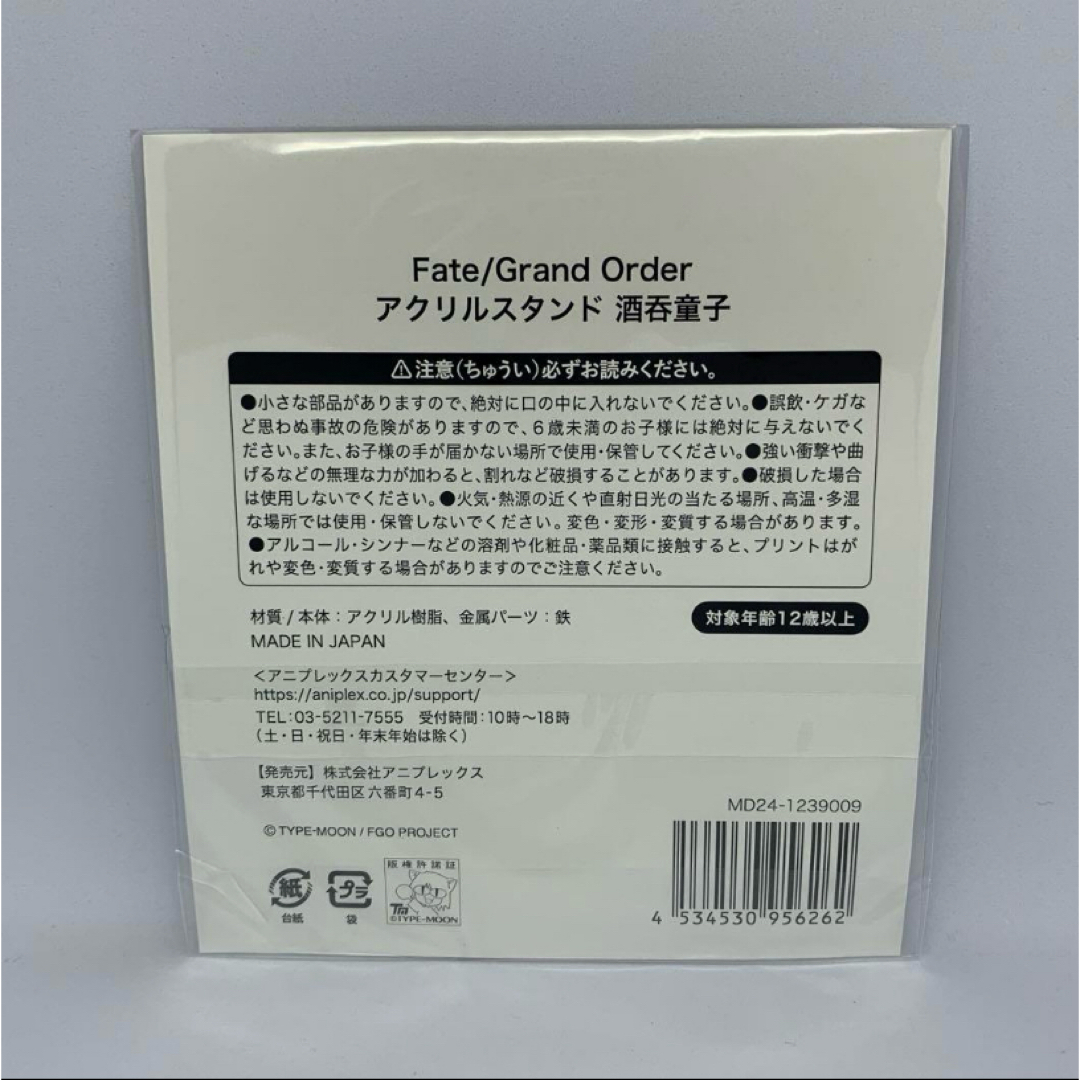 Fate/Grand Order
アクリルスタンド 酒呑童子
⚠注意(ちゅうい)必ずお読みください。
●小さな部品がありますので、絶対に口の中に入れないでください。●誤飲・ケガな
ど思わぬ事故の危険がありますので、6歳未満のお子様には絶対に与えないでく
ださい。また、お子様の手が届かない場所で使用・保管してください。●強い衝撃や曲
げるなどの無理な力が加わると、割れなど破損することがあります。●破損した場合
は使用しないでください。●火気・熱源の近くや直射日光の当たる場所、高温・多湿
な場所では使用・保管しないでください。変色・変形・変質する場合があります。
●アルコール・シンナーなどの溶剤や化粧品・薬品類に接触すると、プリントはが
れや変色・変質する場合がありますのでご注意ください。
材質/本体:アクリル樹脂、金属パーツ:鉄
対象年齢12歳以上
MADE IN JAPAN
<アニプレックスカスタマーセンター>
https://aniplex.co.jp/support/
TEL:03-5211-7555 受付時間:10時〜18時
(土・日・祝日・年末年始は除く)
【発売元】株式会社アニプレックス
東京都千代田区六番町4-5
MD24-1239009
©TYPE-MOON / FGO PROJECT
紙
台紙
プラ
袋
版権許諾証
Tm
©TYPE-MOON
4 534530 956262